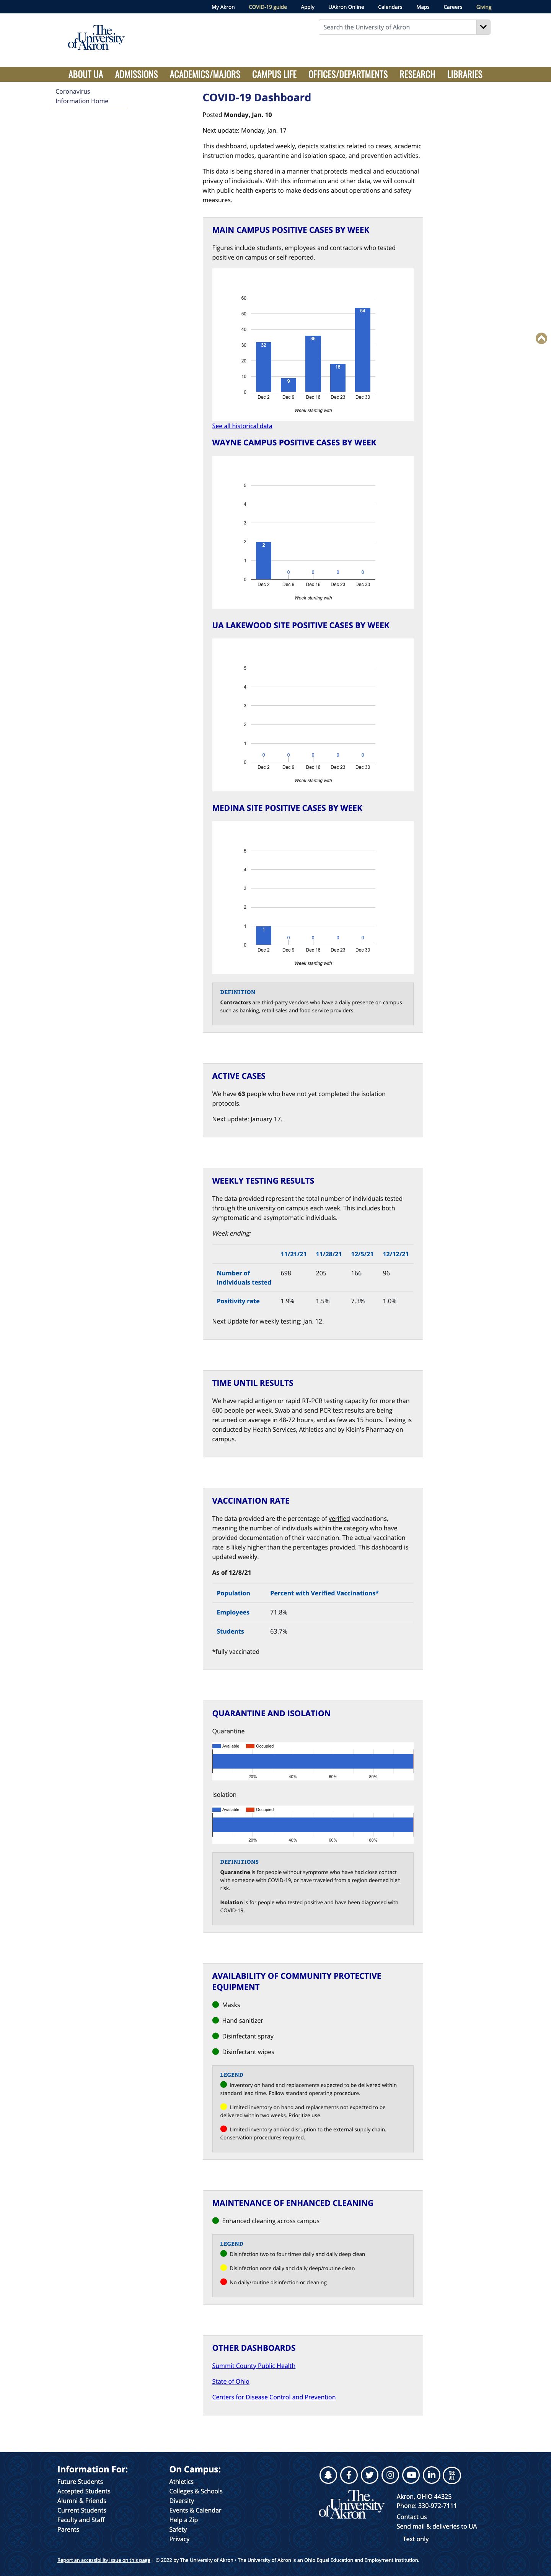 My Akron COVID-19 guide Apply UAkron Online Calendars Maps Careers Giving
The University of Akron
Search the University of Akron
ABOUT UA ADMISSIONS ACADEMICS/MAJORS CAMPUS LIFE OFFICES/DEPARTMENTS RESEARCH LIBRARIES
Coronavirus
Information Home
COVID-19 Dashboard
Posted Monday, Jan. 10
Next update: Monday, Jan. 17
This dashboard, updated weekly, depicts statistics related to cases, academic
instruction modes, quarantine and isolation space, and prevention activities.
This data is being shared in a manner that protects medical and educational
privacy of individuals. With this information and other data, we will consult
with public health experts to make decisions about operations and safety
measures.
MAIN CAMPUS POSITIVE CASES BY WEEK
Figures include students, employees and contractors who tested
positive on campus or self reported.
60
50
40
30
20
10
0
32 9 36 18 54
Dec 2 Dec 9 Dec 16 Dec 23 Dec 30
Week starting with
See all historical data
WAYNE CAMPUS POSITIVE CASES BY WEEK
5
4
3
2
1
0
2 0 0 0 0
Dec 2 Dec 9 Dec 16 Dec 23 Dec 30
Week starting with
UA LAKEWOOD SITE POSITIVE CASES BY WEEK
5
4
3
2
1
0
0 0 0 0 0
Dec 2 Dec 9 Dec 16 Dec 23 Dec 30
Week starting with
MEDINA SITE POSITIVE CASES BY WEEK
5
4
3
2
1
0
1 0 0 0 0
Dec 2 Dec 9 Dec 16 Dec 23 Dec 30
Week starting with
DEFINITION
Contractors are third-party vendors who have a daily presence on campus
such as banking, retail sales and food service providers.
ACTIVE CASES
We have 63 people who have not yet completed the isolation
protocols.
Next update: January 17.
WEEKLY TESTING RESULTS
The data provided represent the total number of individuals tested
through the university on campus each week. This includes both
symptomatic and asymptomatic individuals.
Week ending:
11/21/21 11/28/21 12/5/21 12/12/21
Number of
individuals tested 698 205 166 96
Positivity rate 1.9% 1.5% 7.3% 1.0%
Next Update for weekly testing: Jan. 12.
TIME UNTIL RESULTS
We have rapid antigen or rapid RT-PCR testing capacity for more than
600 people per week. Swab and send PCR test results are being
returned on average in 48-72 hours, and as few as 15 hours. Testing is
conducted by Health Services, Athletics and by Klein's Pharmacy on
campus.
VACCINATION RATE
The data provided are the percentage of verified vaccinations,
meaning the number of individuals within the category who have
provided documentation of their vaccination. The actual vaccination
rate is likely higher than the percentages provided. This dashboard is
updated weekly.
As of 12/8/21
Population Percent with Verified Vaccinations*
Employees 71.8%
Students 63.7%
*fully vaccinated
QUARANTINE AND ISOLATION
Quarantine
Available Occupied
20% 40% 60% 80%
Isolation
Available Occupied
20% 40% 60% 80%
DEFINITIONS
Quarantine is for people without symptoms who have had close contact
with someone with COVID-19, or have traveled from a region deemed high
risk.
Isolation is for people who tested positive and have been diagnosed with
COVID-19.
AVAILABILITY OF COMMUNITY PROTECTIVE
EQUIPMENT
Masks
Hand sanitizer
Disinfectant spray
Disinfectant wipes
LEGEND
Inventory on hand and replacements expected to be delivered within
standard lead time. Follow standard operating procedure.
Limited inventory on hand and replacements not expected to be
delivered within two weeks. Prioritize use.
Limited inventory and/or disruption to the external supply chain.
Conservation procedures required.
MAINTENANCE OF ENHANCED CLEANING
Enhanced cleaning across campus
LEGEND
Disinfection two to four times daily and daily deep clean
Disinfection once daily and daily deep/routine clean
No daily/routine disinfection or cleaning
OTHER DASHBOARDS
Summit County Public Health
State of Ohio
Centers for Disease Control and Prevention
Information For:
Future Students
Accepted Students
Alumni & Friends
Current Students
Faculty and Staff
Parents
On Campus:
Athletics
Colleges & Schools
Diversity
Events & Calendar
Help a Zip
Safety
Privacy
SEE
ALL
The University of Akron
Akron, OHIO 44325
Phone: 330-972-7111
Contact us
Send mail & deliveries to UA
Text only
Report an accessibility issue on this page | © 2022 by The University of Akron • The University of Akron is an Ohio Equal Education and Employment Institution.